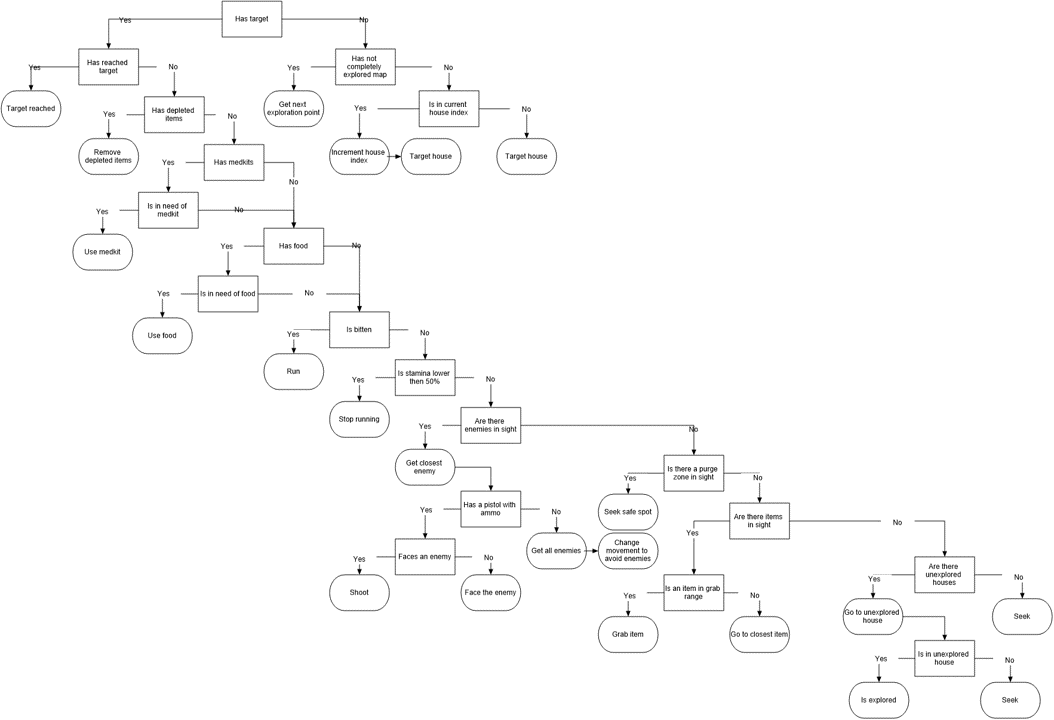 Has target
Yes
No
Has reached
target
Has not
completely
explored map
Yes
No
Yes
No
Target reached
Has depleted
items
Get next
exploration point
Is in current
house index
Yes
No
Yes
No
Remove
depleted items
Has medkits
Increment house
index
Target house
Target house
Yes
No
Is in need of
medkit
Yes
No
Use medkit
Has food
Yes
No
Is in need of food
Yes
No
Use food
Is bitten
Yes
No
Run
Is stamina lower
then 50%
Yes
No
Stop running
Are there
enemies in sight
Yes
No
Get closest
enemy
Is there a purge
zone in sight
Yes
No
Has a pistol with
ammo
Seek safe spot
Are there items
in sight
Yes
No
Yes
No
Faces an enemy
Get all enemies
Change
movement to
avoid enemies
Are there
unexplored
houses
Yes
No
Is an item in grab
range
Yes
No
Shoot
Face the enemy
Yes
No
Go to unexplored
house
Seek
Grab item
Go to closest item
Is in unexplored
house
Yes
No
Is explored
Seek